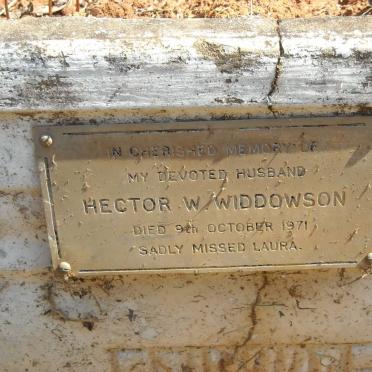 IN CHERISHED MEMORY OF
MY DEVOTED HUSBAND
HECTOR W. WIDDOWSON
DIED 9TH OCTOBER 1971
SADLY MISSED LAURA.